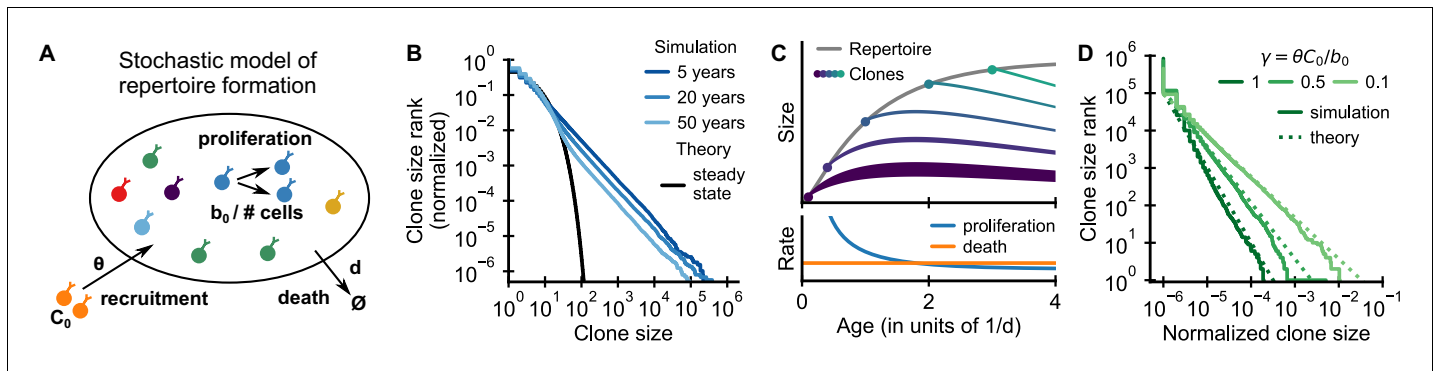 A
Stochastic model of
repertoire formation
proliferation
b₀ / # cells
θ
recruitment
C₀
d
death
Ø
B
Clone size rank
(normalized)
10⁰
10⁻¹
10⁻²
10⁻³
10⁻⁴
10⁻⁵
10⁻⁶
10⁰ 10¹ 10² 10³ 10⁴ 10⁵ 10⁶
Clone size
Simulation
5 years
20 years
50 years
Theory
steady
state
C
Repertoire
Clones
Size
Rate
proliferation
death
0 2 4
Age (in units of 1/d)
D
γ = θC₀/b₀
1 0.5 0.1
simulation
theory
Clone size rank
10⁶
10⁵
10⁴
10³
10²
10¹
10⁰
10⁻⁶ 10⁻⁵ 10⁻⁴ 10⁻³ 10⁻² 10⁻¹
Normalized clone size